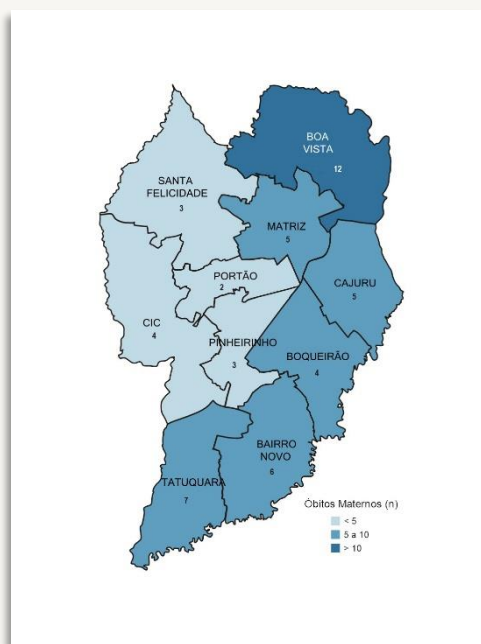 BOA
VISTA
12
SANTA
FELICIDADE
3
MATRIZ
5
PORTÃO
2
CAJURU
5
CIC
4
PINHEIRINHO
3
BOQUEIRÃO
4
BAIRRO
NOVO
6
TATUQUARA
7
Óbitos Maternos (n)
< 5
5 a 10
> 10